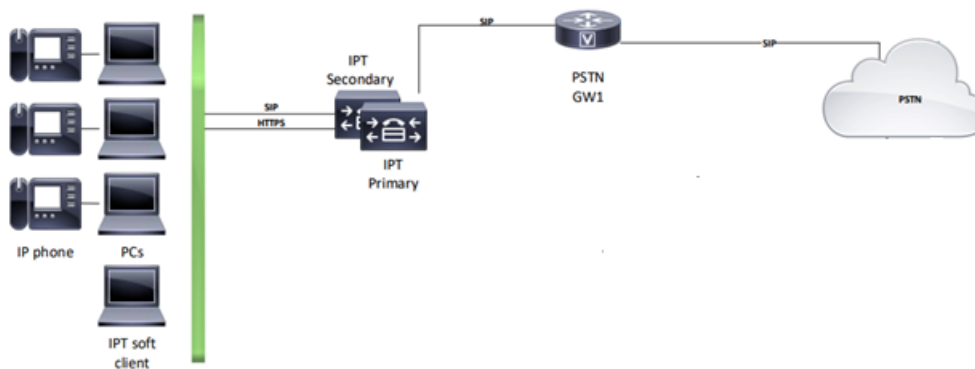 SIP
IPT
Secondary
PSTN
GW1
SIP
PSTN
SIP
HTTPS
IPT
Primary
IP phone
PCs
IPT soft
client
V